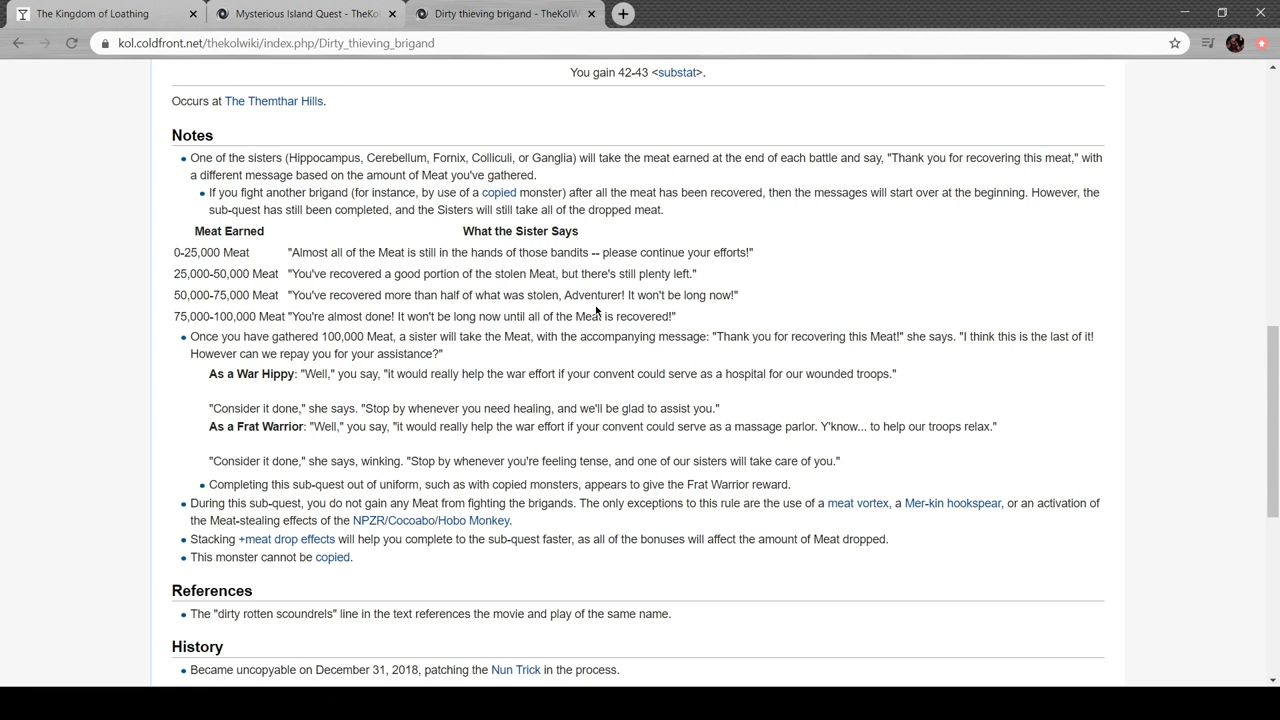 The Kingdom of Loathing
Mysterious Island Quest - TheKol
Dirty thieving brigand - TheKolW
kol.coldfront.net/thekolwiki/index.php/Dirty_thieving_brigand
You gain 42-43 <substat>.
Occurs at The Themthar Hills.
Notes
One of the sisters (Hippocampus, Cerebellum, Fornix, Colliculi, or Ganglia) will take the meat earned at the end of each battle and say, "Thank you for recovering this meat," with
a different message based on the amount of Meat you've gathered.
If you fight another brigand (for instance, by use of a copied monster) after all the meat has been recovered, then the messages will start over at the beginning. However, the
sub-quest has still been completed, and the Sisters will still take all of the dropped meat.
Meat Earned What the Sister Says
0-25,000 Meat "Almost all of the Meat is still in the hands of those bandits -- please continue your efforts!"
25,000-50,000 Meat "You've recovered a good portion of the stolen Meat, but there's still plenty left."
50,000-75,000 Meat "You've recovered more than half of what was stolen, Adventurer! It won't be long now!"
75,000-100,000 Meat "You're almost done! It won't be long now until all of the Meat is recovered!"
Once you have gathered 100,000 Meat, a sister will take the Meat, with the accompanying message: "Thank you for recovering this Meat!" she says. "I think this is the last of it!
However can we repay you for your assistance?"
As a War Hippy: "Well," you say, "it would really help the war effort if your convent could serve as a hospital for our wounded troops."
"Consider it done," she says. "Stop by whenever you need healing, and we'll be glad to assist you."
As a Frat Warrior: "Well," you say, "it would really help the war effort if your convent could serve as a massage parlor. Y'know... to help our troops relax."
"Consider it done," she says, winking. "Stop by whenever you're feeling tense, and one of our sisters will take care of you."
Completing this sub-quest out of uniform, such as with copied monsters, appears to give the Frat Warrior reward.
During this sub-quest, you do not gain any Meat from fighting the brigands. The only exceptions to this rule are the use of a meat vortex, a Mer-kin hookspear, or an activation of
the Meat-stealing effects of the NPZR/Cocoabo/Hobo Monkey.
Stacking +meat drop effects will help you complete to the sub-quest faster, as all of the bonuses will affect the amount of Meat dropped.
This monster cannot be copied.
References
The "dirty rotten scoundrels" line in the text references the movie and play of the same name.
History
Became uncopyable on December 31, 2018, patching the Nun Trick in the process.